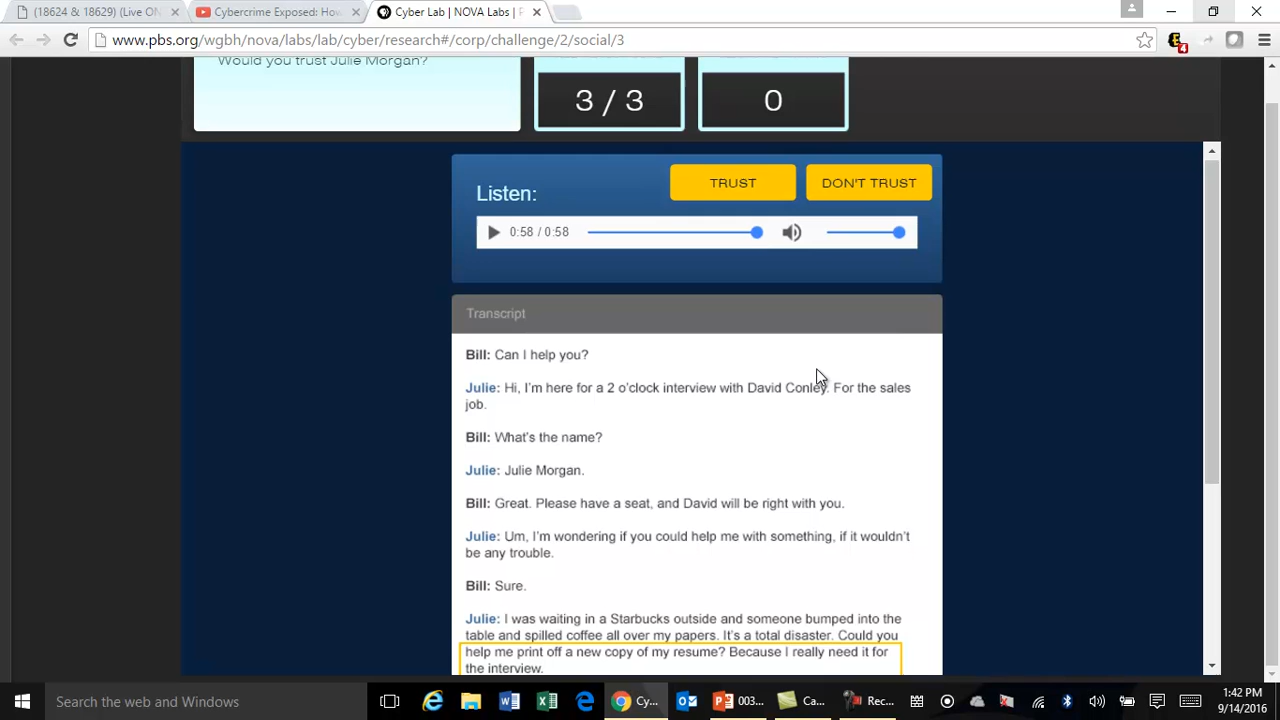 (18624 & 18629) (Live ON
Cybercrime Exposed: How
Cyber Lab | NOVA Labs | P
www.pbs.org/wgbh/nova/labs/lab/cyber/research#/corp/challenge/2/social/3
4
Would you trust Julie Morgan?
3 / 3
0
Listen:
TRUST
DON'T TRUST
0:58 / 0:58
Transcript
Bill: Can I help you?
Julie: Hi, I'm here for a 2 o'clock interview with David Conley. For the sales
job.
Bill: What's the name?
Julie: Julie Morgan.
Bill: Great. Please have a seat, and David will be right with you.
Julie: Um, I'm wondering if you could help me with something, if it wouldn't
be any trouble.
Bill: Sure.
Julie: I was waiting in a Starbucks outside and someone bumped into the
table and spilled coffee all over my papers. It's a total disaster. Could you
help me print off a new copy of my resume? Because I really need it for
the interview.
Search the web and Windows
Cy...
003...
Ca...
Rec...
1:42 PM
9/14/2016